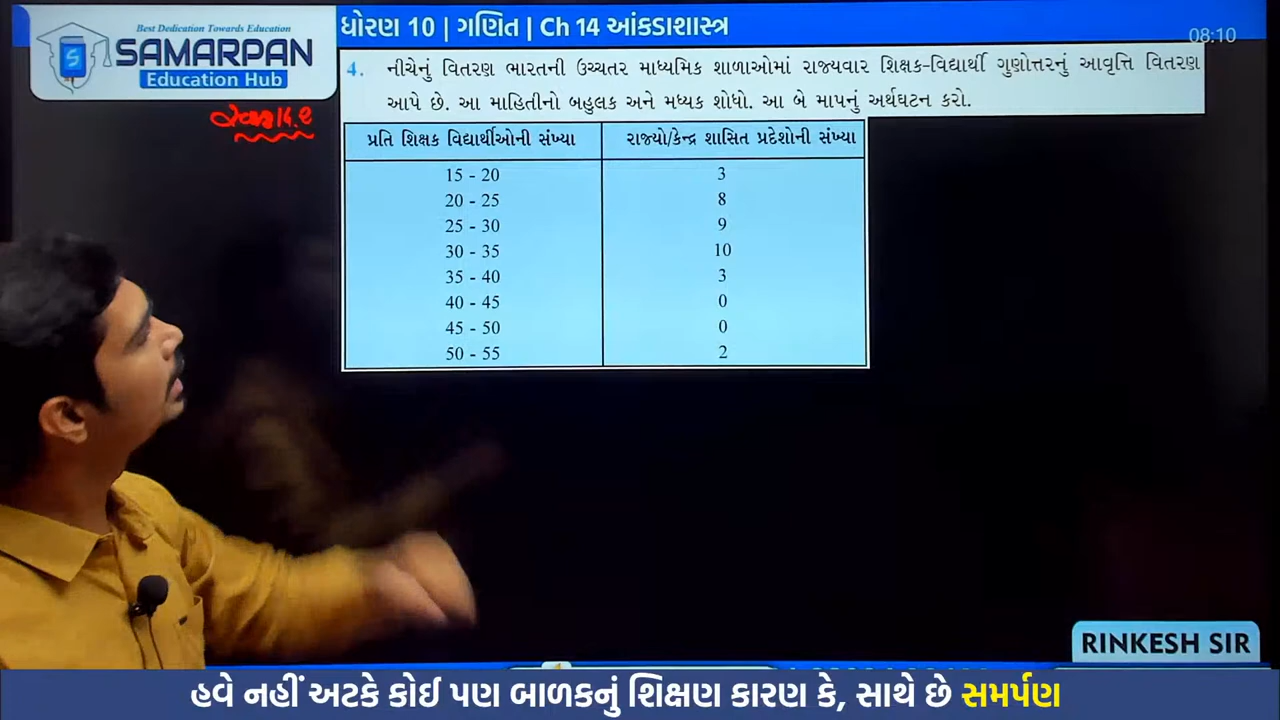 Best Dedication Towards Education
SAMARPAN
Education Hub
ધોરણ 10 | ગણિત | Ch 14 આંકડાશાસ્ત્ર
08:10
4. નીચેનું વિતરણ ભારતની ઉચ્ચતર માધ્યમિક શાળાઓમાં રાજ્યવાર શિક્ષક-વિદ્યાર્થી ગુણોત્તરનું આવૃત્તિ વિતરણ
આપે છે. આ માહિતીનો બહુલક અને મધ્યક શોધો. આ બે માપનું અર્થઘટન કરો.
પ્રતિ શિક્ષક વિદ્યાર્થીઓની સંખ્યા રાજ્યો/કેન્દ્ર શાસિત પ્રદેશોની સંખ્યા
15 - 20 3
20 - 25 8
25 - 30 9
30 - 35 10
35 - 40 3
40 - 45 0
45 - 50 0
50 - 55 2
RINKESH SIR
હવે નહીં અટકે કોઈ પણ બાળકનું શિક્ષણ કારણ કે, સાથે છે સમર્પણ